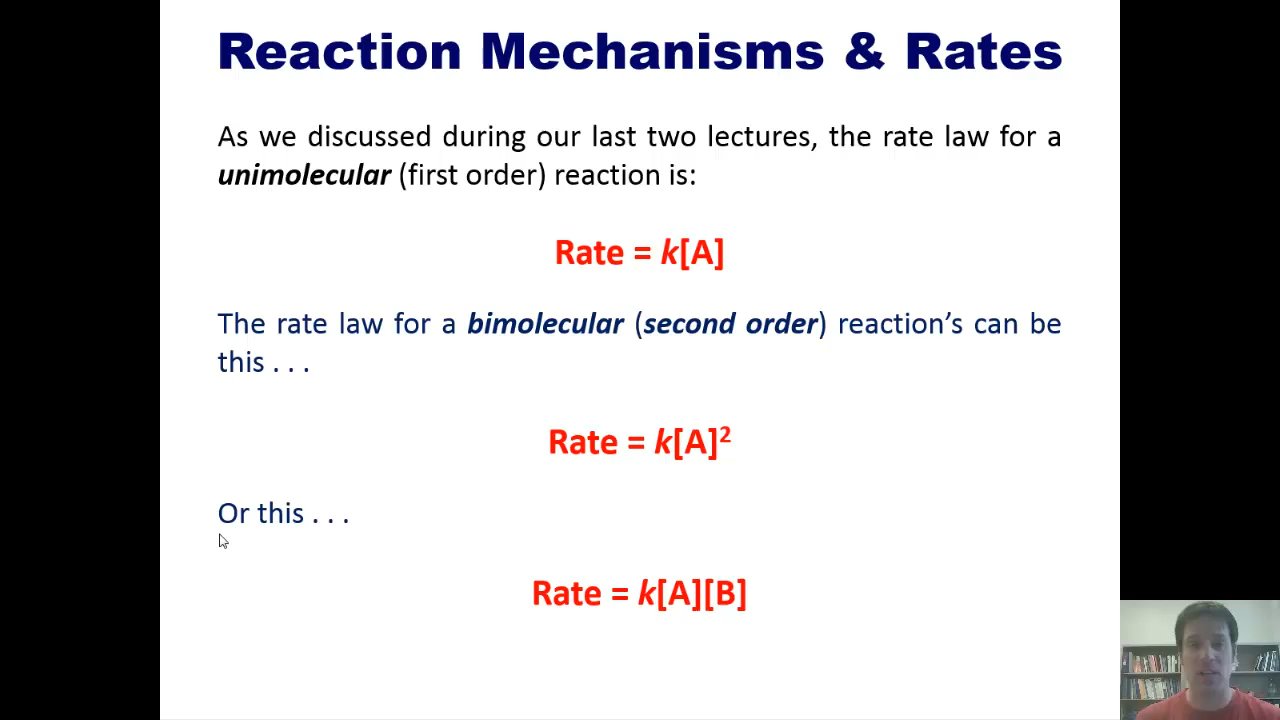 Reaction Mechanisms & Rates
As we discussed during our last two lectures, the rate law for a
unimolecular (first order) reaction is:
Rate = k[A]
The rate law for a bimolecular (second order) reaction’s can be
this . . .
Rate = k[A]²
Or this . . .
Rate = k[A][B]